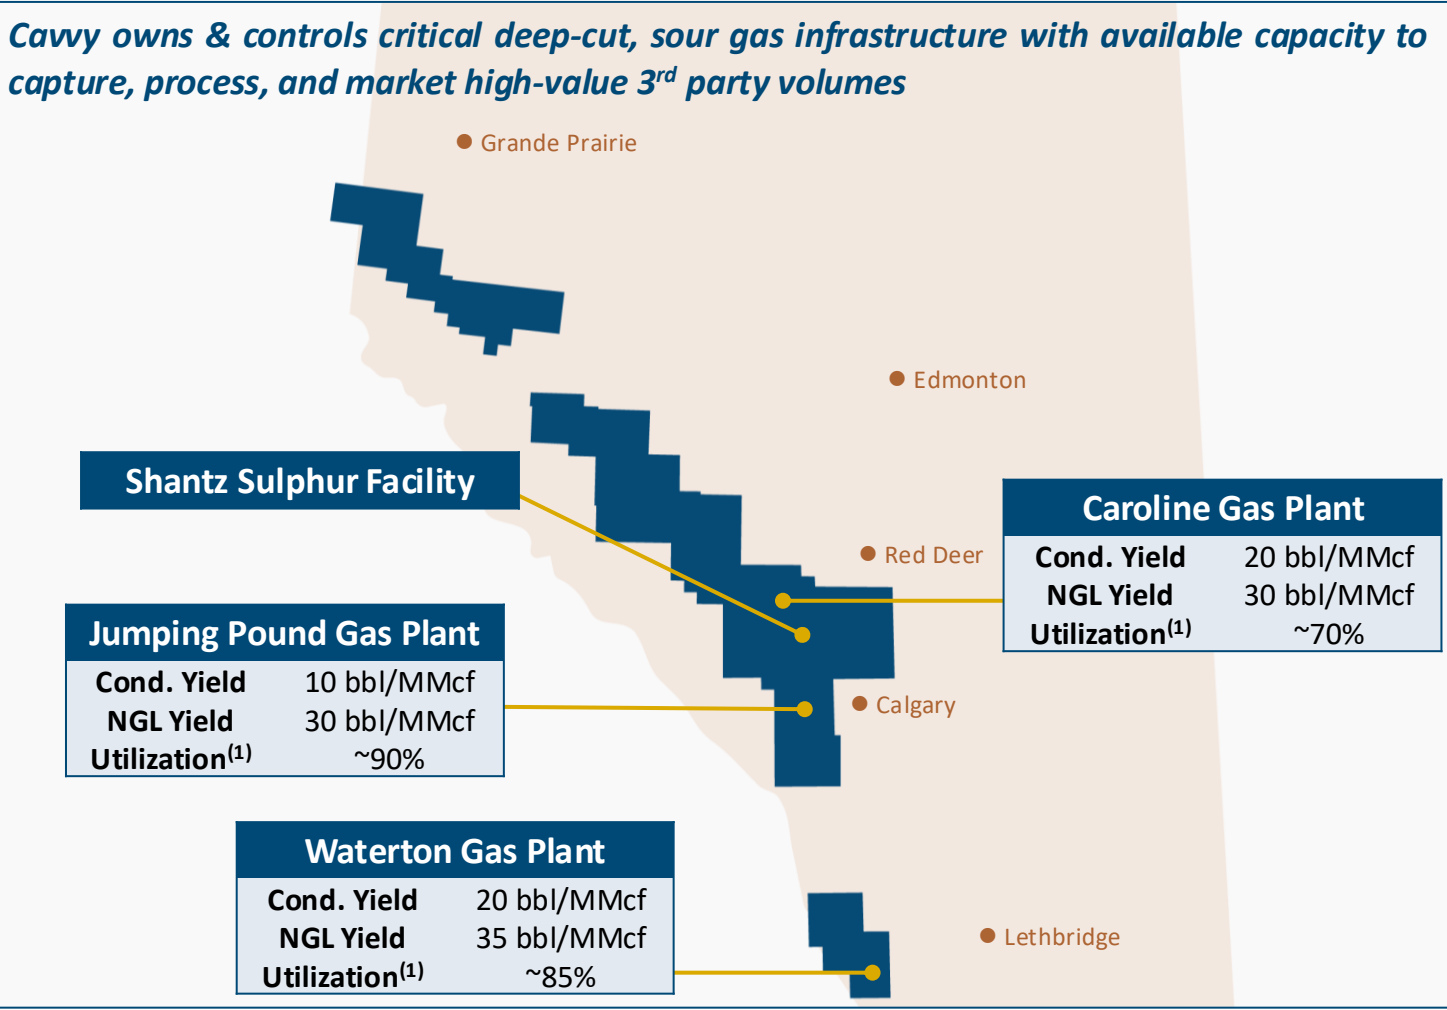 Cavvy owns & controls critical deep-cut, sour gas infrastructure with available capacity to
capture, process, and market high-value 3rd party volumes
Grande Prairie
Edmonton
Shantz Sulphur Facility
Caroline Gas Plant
Cond. Yield 20 bbl/MMcf
NGL Yield 30 bbl/MMcf
Utilization(1) ~70%
Red Deer
Jumping Pound Gas Plant
Cond. Yield 10 bbl/MMcf
NGL Yield 30 bbl/MMcf
Utilization(1) ~90%
Calgary
Waterton Gas Plant
Cond. Yield 20 bbl/MMcf
NGL Yield 35 bbl/MMcf
Utilization(1) ~85%
Lethbridge